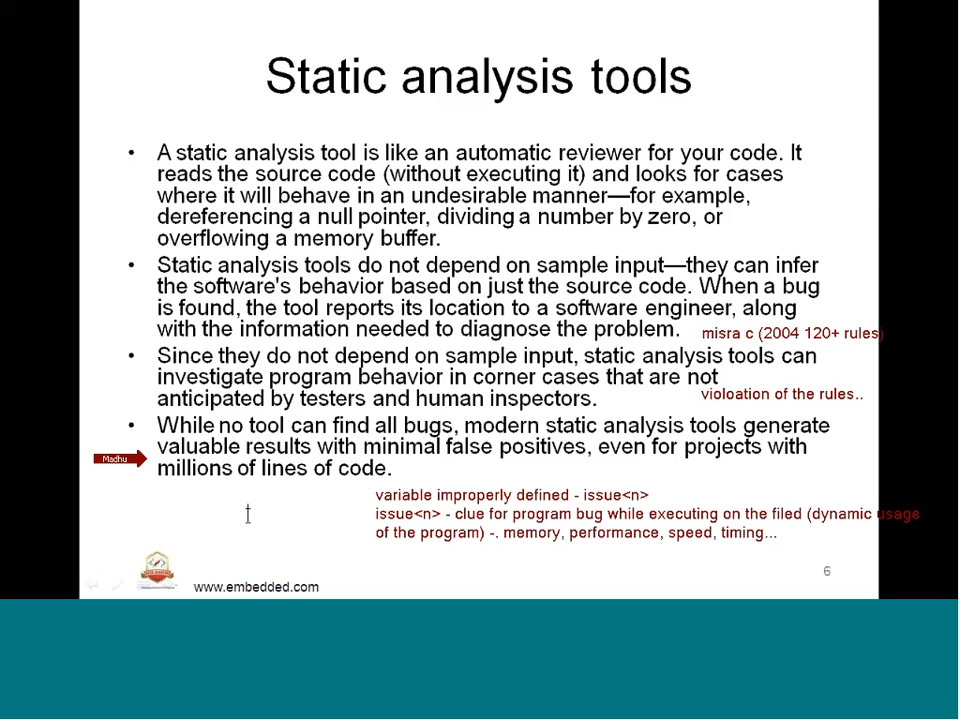 Static analysis tools
• A static analysis tool is like an automatic reviewer for your code. It
reads the source code (without executing it) and looks for cases
where it will behave in an undesirable manner—for example,
dereferencing a null pointer, dividing a number by zero, or
overflowing a memory buffer.
• Static analysis tools do not depend on sample input—they can infer
the software's behavior based on just the source code. When a bug
is found, the tool reports its location to a software engineer, along
with the information needed to diagnose the problem.
misra c (2004 120+ rules)
• Since they do not depend on sample input, static analysis tools can
investigate program behavior in corner cases that are not
anticipated by testers and human inspectors.
violoation of the rules..
• While no tool can find all bugs, modern static analysis tools generate
valuable results with minimal false positives, even for projects with
Madhu
millions of lines of code.
variable improperly defined - issue<n>
issue<n> - clue for program bug while executing on the filed (dynamic usage
of the program) -. memory, performance, speed, timing...
6
www.embedded.com